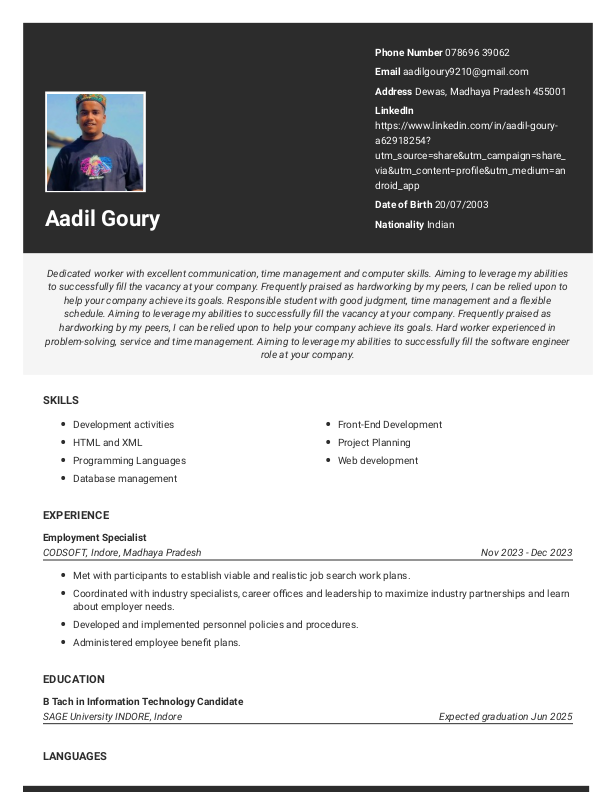 Phone Number 078696 39062
Email aadilgoury9210@gmail.com
Address Dewas, Madhaya Pradesh 455001
LinkedIn
https://www.linkedin.com/in/aadil-goury-
a62918254?
utm_source=share&utm_campaign=share_
via&utm_content=profile&utm_medium=an
droid_app
Date of Birth 20/07/2003
Nationality Indian
Aadil Goury
Dedicated worker with excellent communication, time management and computer skills. Aiming to leverage my abilities
to successfully fill the vacancy at your company. Frequently praised as hardworking by my peers, I can be relied upon to
help your company achieve its goals. Responsible student with good judgment, time management and a flexible
schedule. Aiming to leverage my abilities to successfully fill the vacancy at your company. Frequently praised as
hardworking by my peers, I can be relied upon to help your company achieve its goals. Hard worker experienced in
problem-solving, service and time management. Aiming to leverage my abilities to successfully fill the software engineer
role at your company.
SKILLS
Development activities
HTML and XML
Programming Languages
Database management
Front-End Development
Project Planning
Web development
EXPERIENCE
Employment Specialist
CODSOFT, Indore, Madhaya Pradesh Nov 2023 - Dec 2023
Met with participants to establish viable and realistic job search work plans.
Coordinated with industry specialists, career offices and leadership to maximize industry partnerships and learn
about employer needs.
Developed and implemented personnel policies and procedures.
Administered employee benefit plans.
EDUCATION
B Tach in Information Technology Candidate
SAGE University INDORE, Indore Expected graduation Jun 2025
LANGUAGES